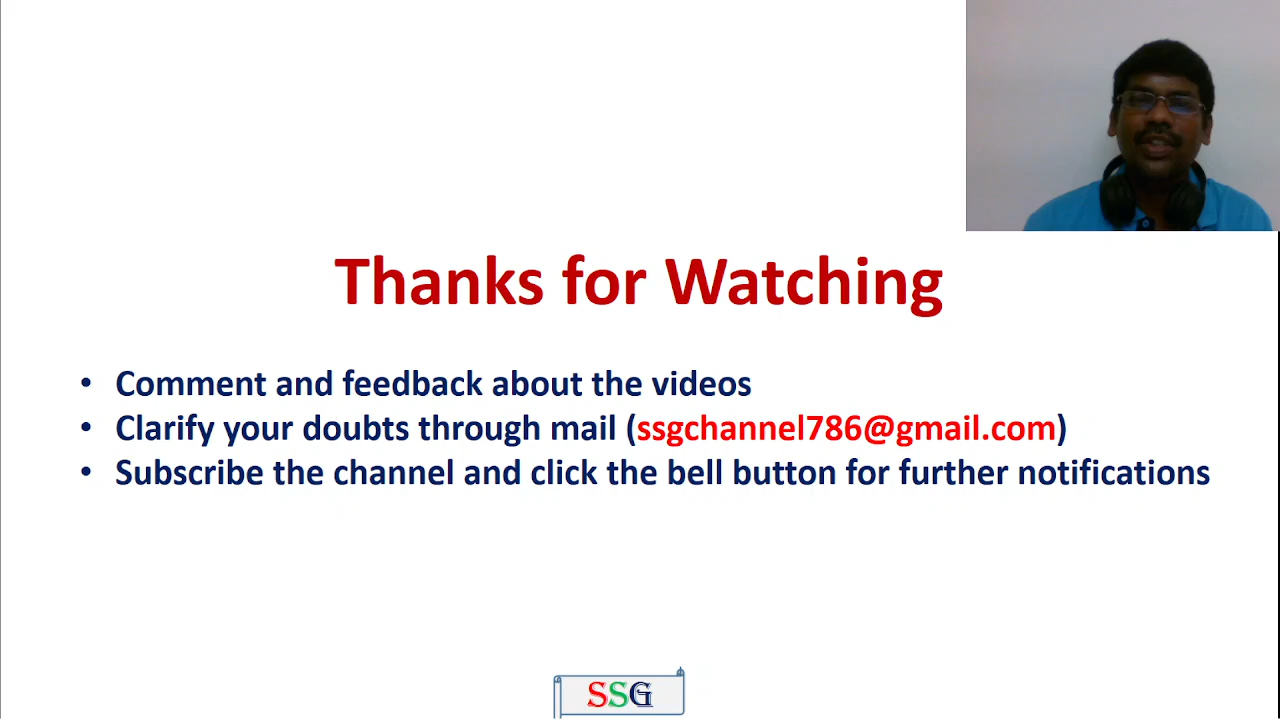 Thanks for Watching
• Comment and feedback about the videos
• Clarify your doubts through mail (ssgchannel786@gmail.com)
• Subscribe the channel and click the bell button for further notifications
SSG